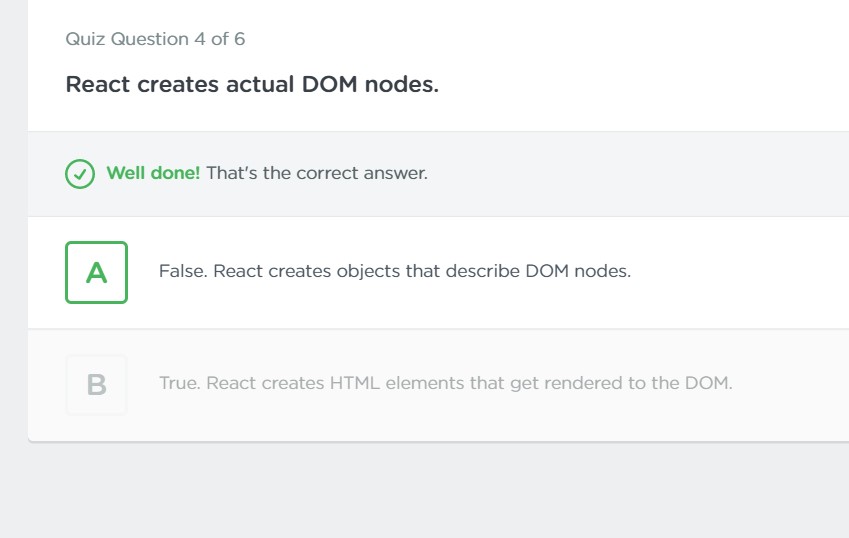 Quiz Question 4 of 6
React creates actual DOM nodes.
Well done! That's the correct answer.
A
False. React creates objects that describe DOM nodes.
B
True. React creates HTML elements that get rendered to the DOM.